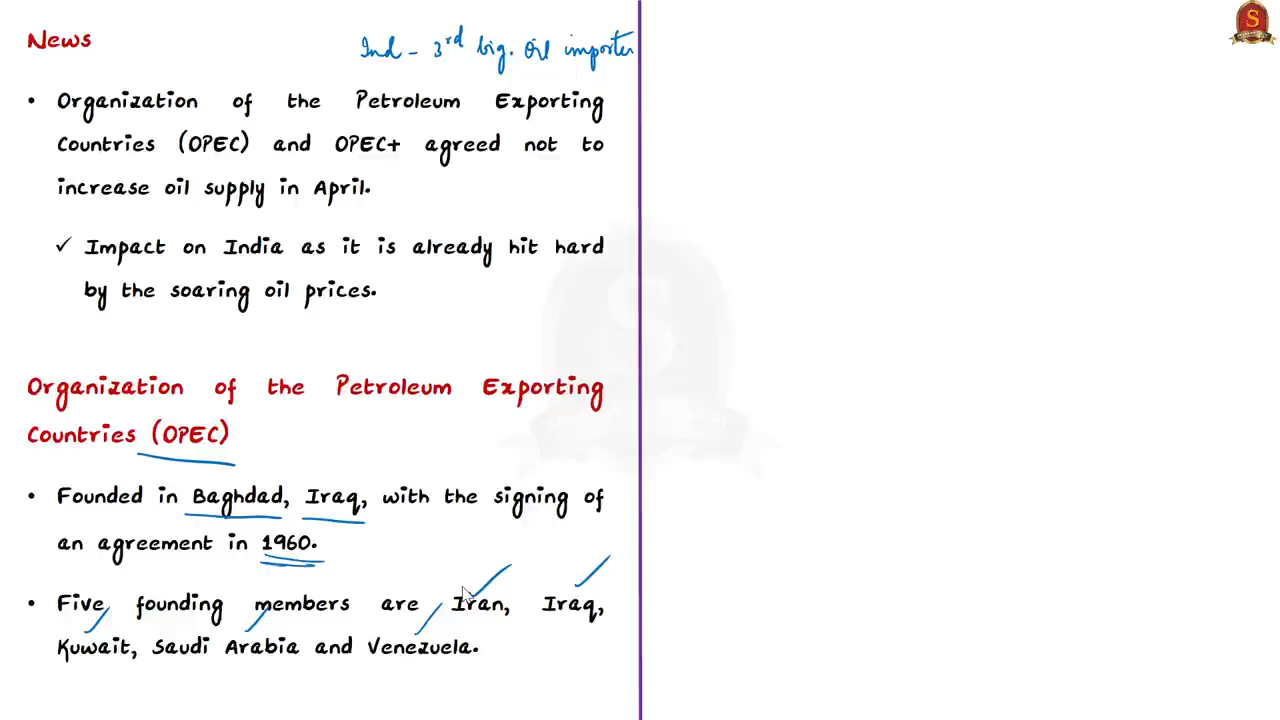 News
Ind - 3rd big. Oil importer
• Organization of the Petroleum Exporting
Countries (OPEC) and OPEC+ agreed not to
increase oil supply in April.
✓ Impact on India as it is already hit hard
by the soaring oil prices.
Organization of the Petroleum Exporting
Countries (OPEC)
• Founded in Baghdad, Iraq, with the signing of
an agreement in 1960.
• Five founding members are Iran, Iraq,
Kuwait, Saudi Arabia and Venezuela.
S